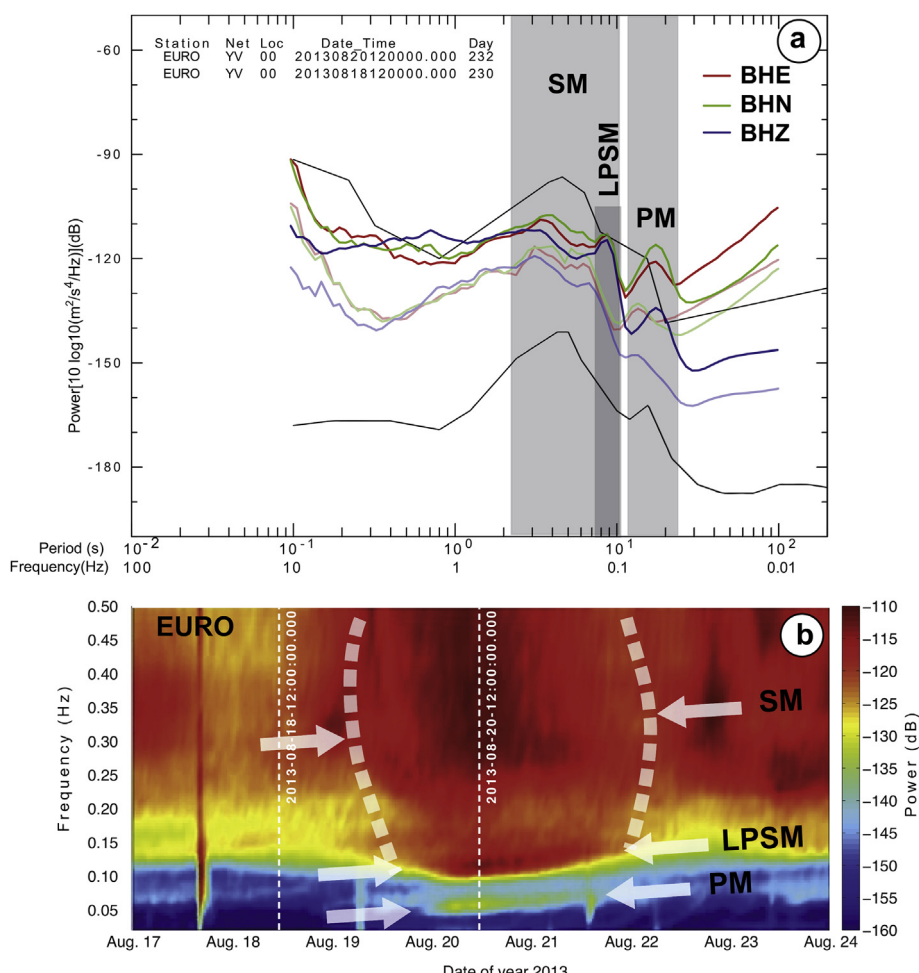 a
Station Net Loc Date_Time Day
EURO YV 00 20130820120000.000 232
EURO YV 00 20130818120000.000 230
BHE
BHN
BHZ
SM
LPSM
PM
Power[10 log10(m²/s⁴/Hz)](dB)
-60
-90
-120
-150
-180
Period (s) 10⁻² 10⁻¹ 10⁰ 10¹ 10²
Frequency(Hz) 100 10 1 0.1 0.01
EURO
b
2013-08-18-12:00:00.000
2013-08-20-12:00:00.000
SM
LPSM
PM
Frequency (Hz)
0.50
0.45
0.40
0.35
0.30
0.25
0.20
0.15
0.10
0.05
Aug. 17 Aug. 18 Aug. 19 Aug. 20 Aug. 21 Aug. 22 Aug. 23 Aug. 24
Date of year 2013
-110
-115
-120
-125
-130
-135
-140
-145
-150
-155
-160
Power (dB)